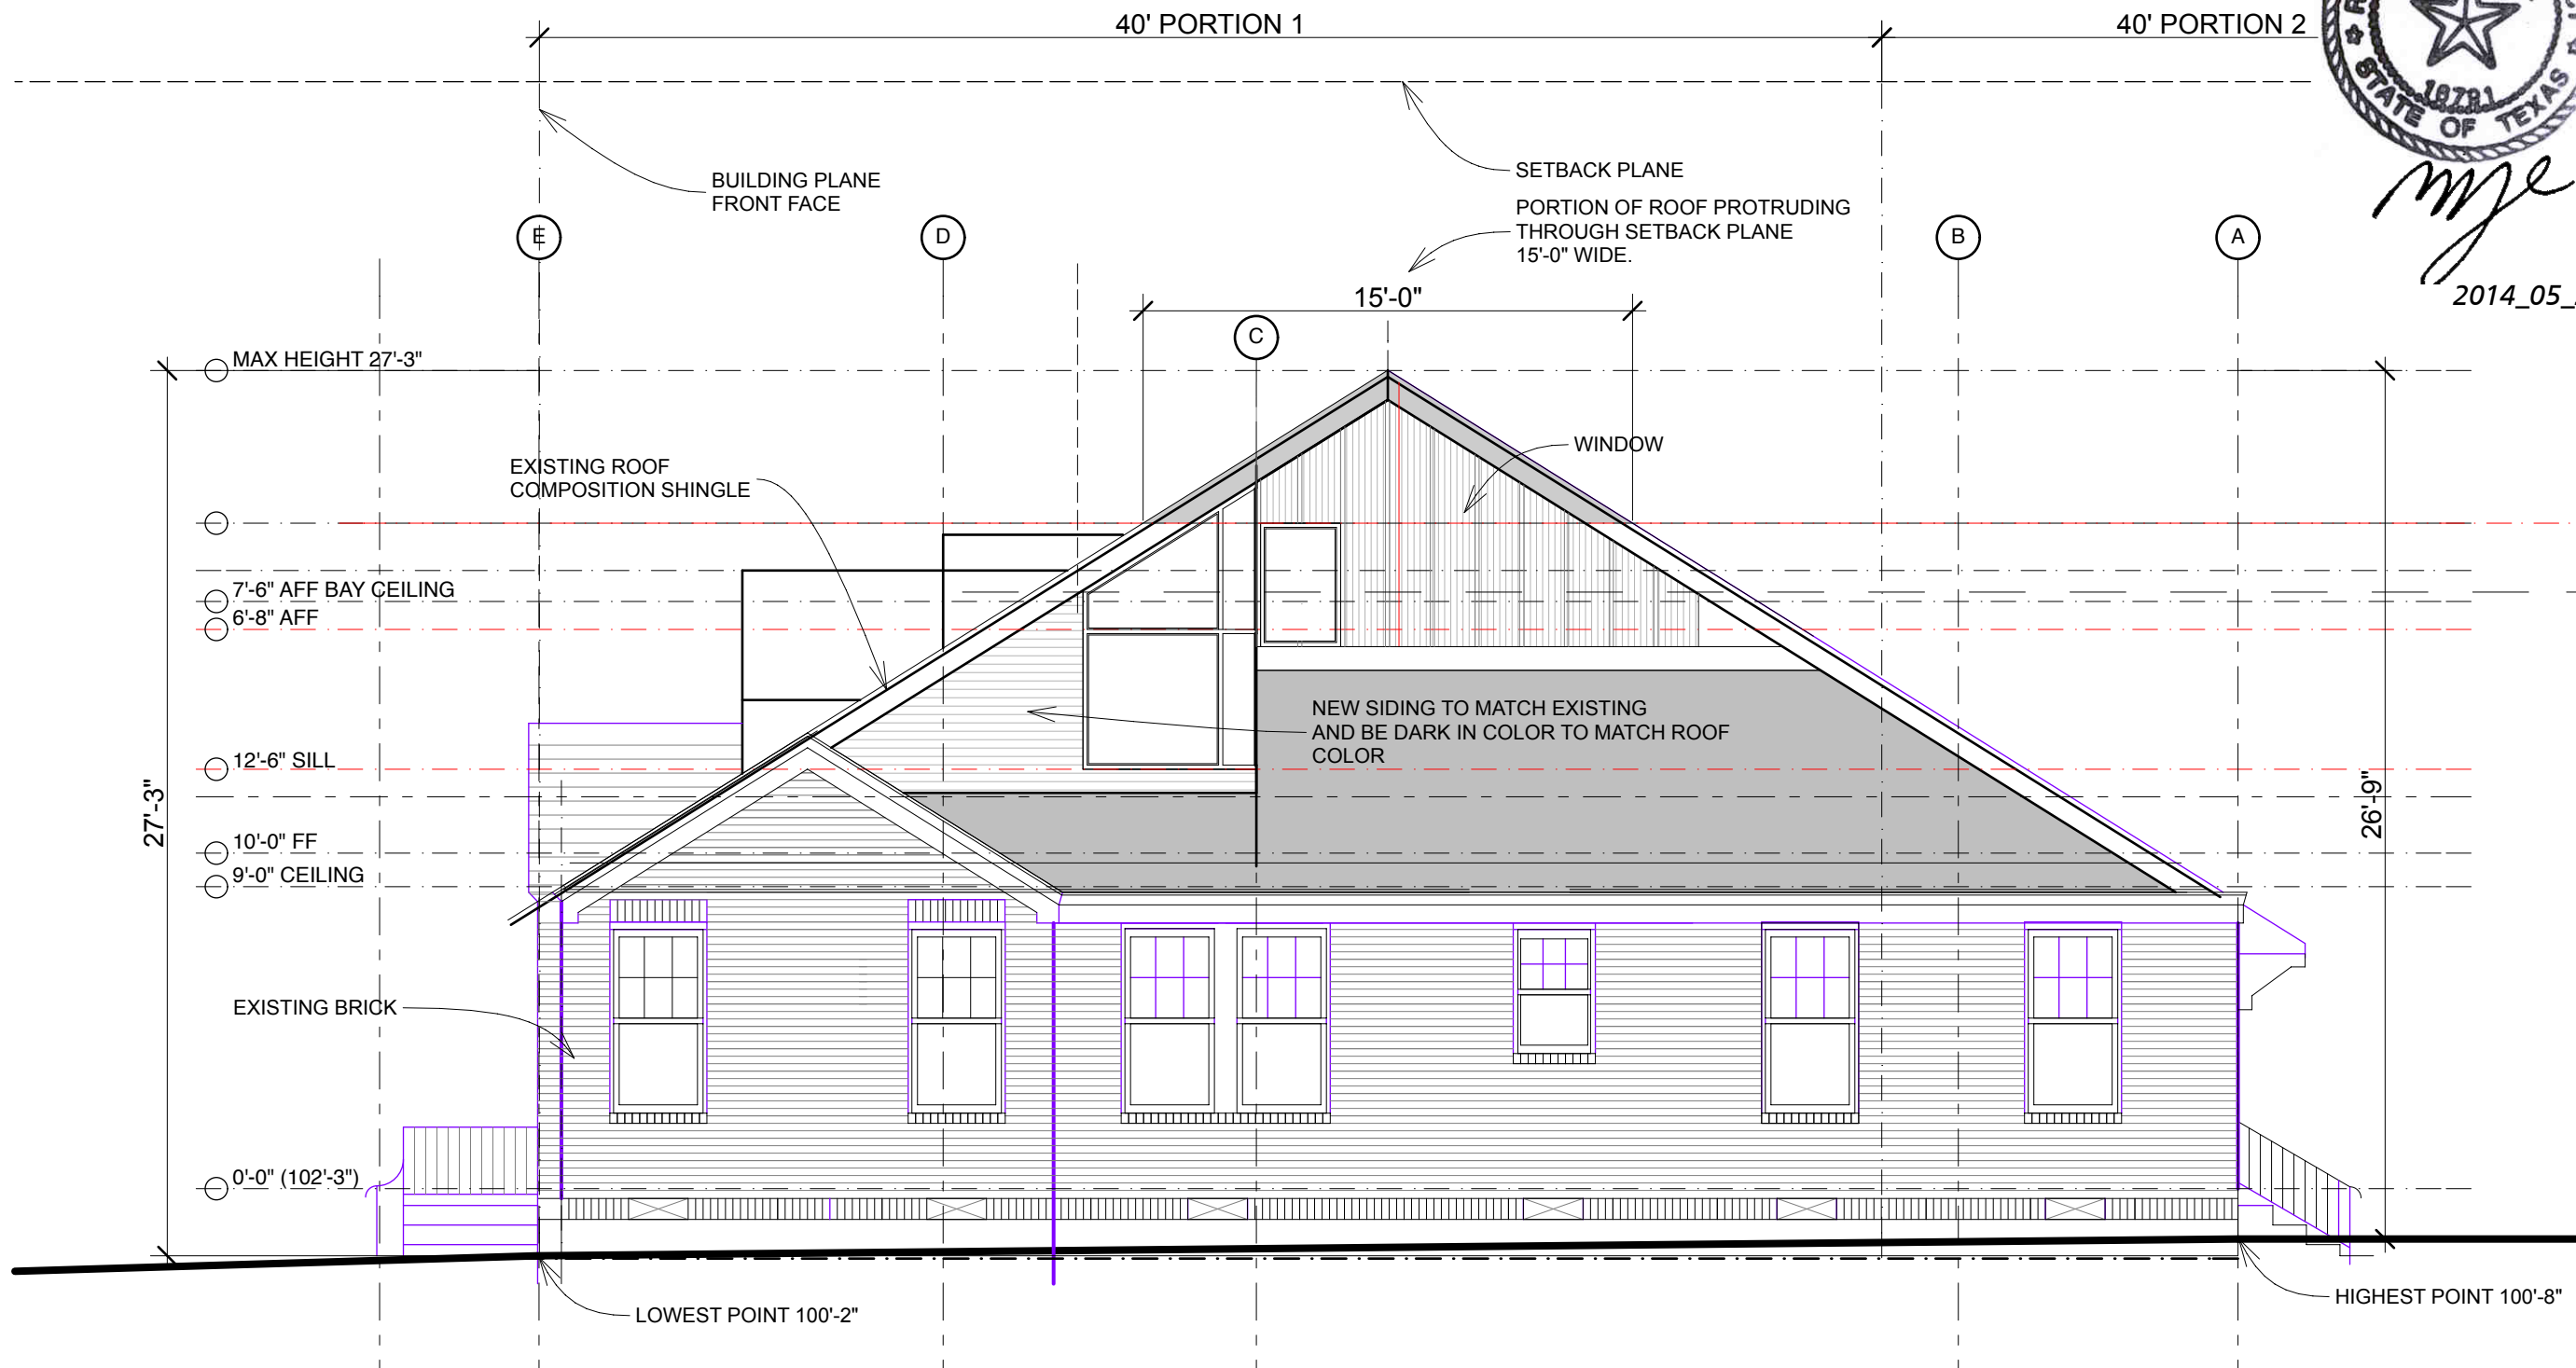 40' PORTION 1
40' PORTION 2
18781
STATE OF TEXAS
2014_05_
BUILDING PLANE
FRONT FACE
SETBACK PLANE
PORTION OF ROOF PROTRUDING
THROUGH SETBACK PLANE
15'-0" WIDE.
E
D
B
A
15'-0"
C
MAX HEIGHT 27'-3"
WINDOW
EXISTING ROOF
COMPOSITION SHINGLE
7'-6" AFF BAY CEILING
6'-8" AFF
NEW SIDING TO MATCH EXISTING
AND BE DARK IN COLOR TO MATCH ROOF
COLOR
12'-6" SILL
27'-3"
26'-9"
10'-0" FF
9'-0" CEILING
EXISTING BRICK
0'-0" (102'-3")
LOWEST POINT 100'-2"
HIGHEST POINT 100'-8"